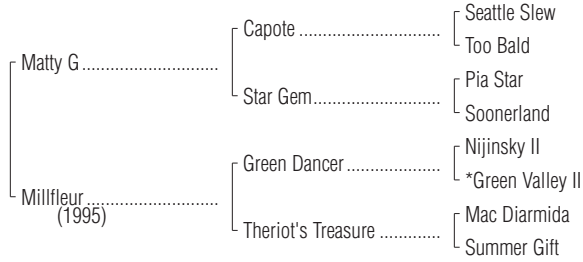 Seattle Slew
Capote ..............................
Too Bald
Matty G .............................
Pia Star
Star Gem...........................
Soonerland
Nijinsky II
Green Dancer ....................
*Green Valley II
Millfleur ............................
(1995)
Mac Diarmida
Theriot's Treasure .............
Summer Gift